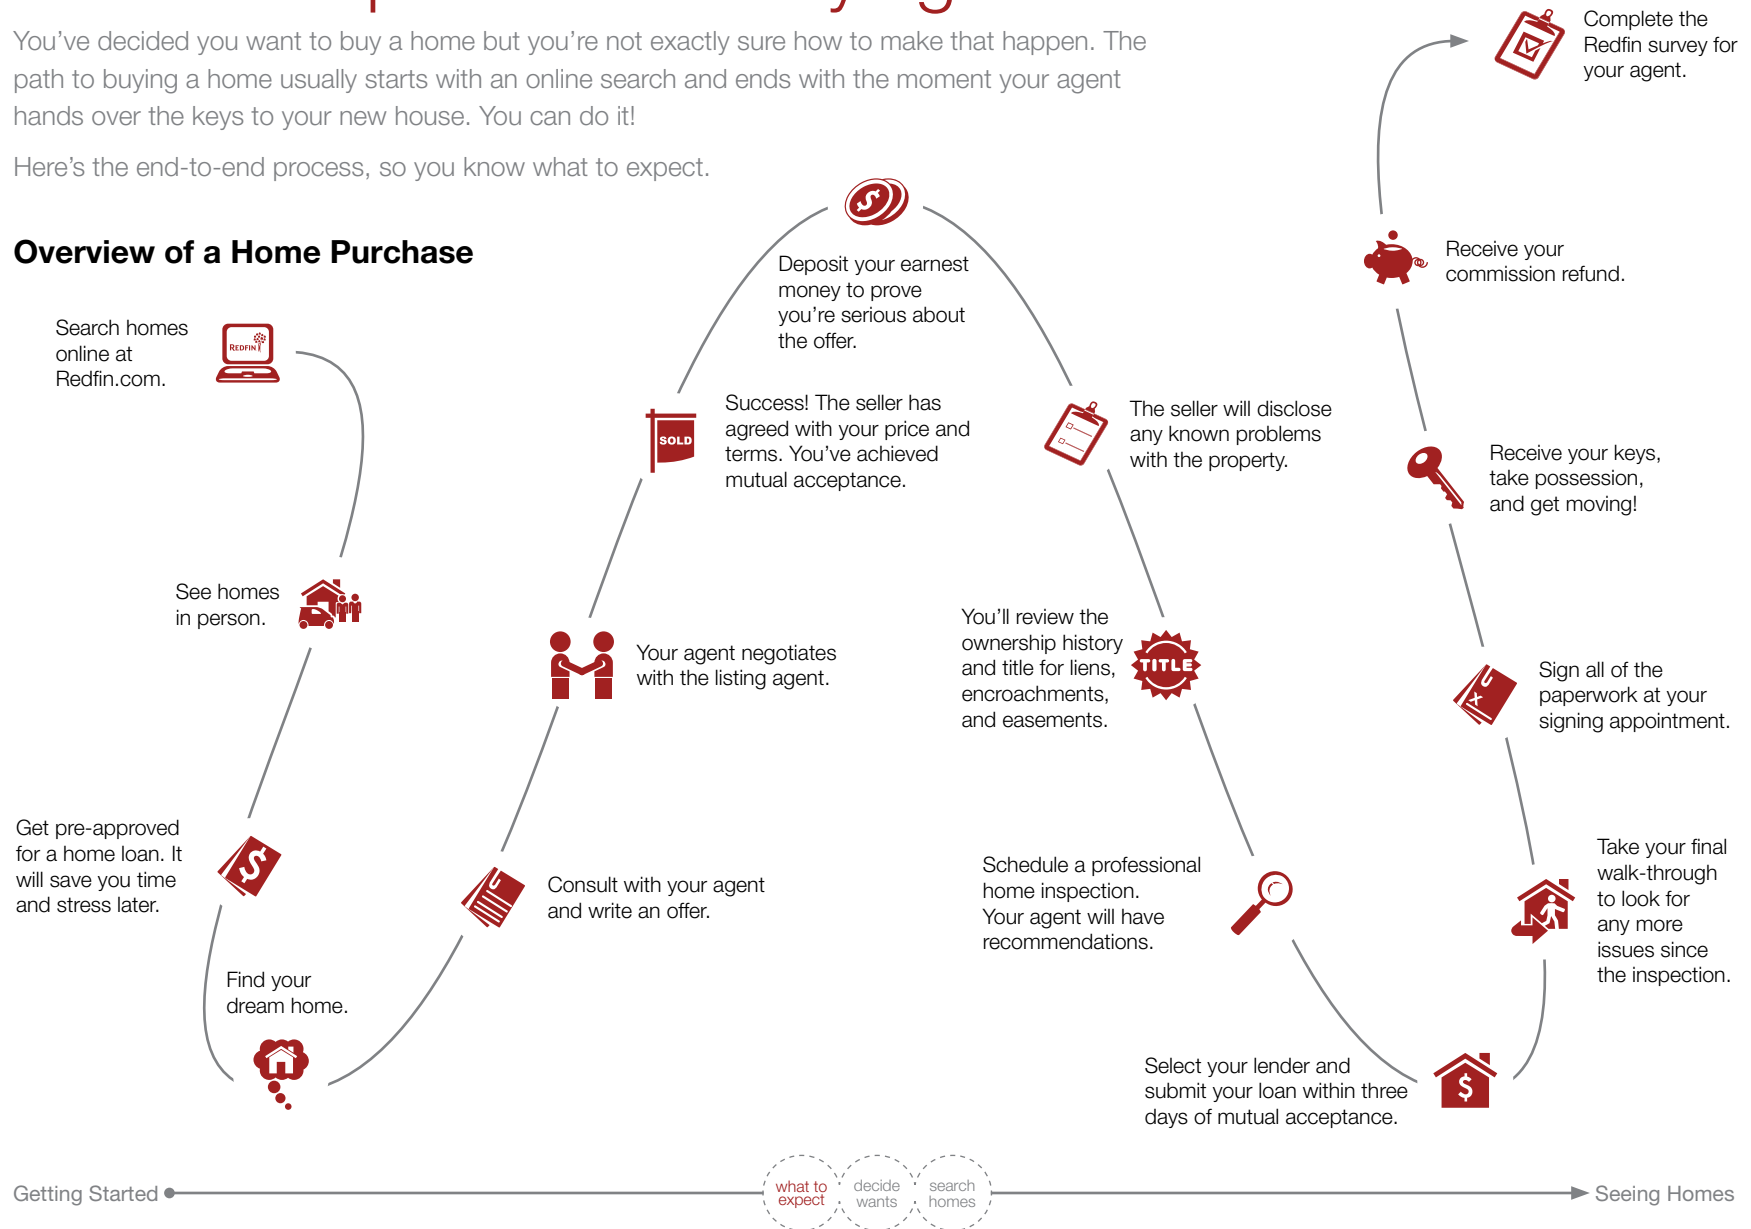 You've decided you want to buy a home but you're not exactly sure how to make that happen. The
path to buying a home usually starts with an online search and ends with the moment your agent
hands over the keys to your new house. You can do it!
Here's the end-to-end process, so you know what to expect.
Overview of a Home Purchase
Search homes
online at
Redfin.com.
REDFIN
See homes
in person.
Get pre-approved
for a home loan. It
will save you time
and stress later.
$
Find your
dream home.
Consult with your agent
and write an offer.
Your agent negotiates
with the listing agent.
SOLD
Success! The seller has
agreed with your price and
terms. You've achieved
mutual acceptance.
$
Deposit your earnest
money to prove
you're serious about
the offer.
The seller will disclose
any known problems
with the property.
You'll review the
ownership history
and title for liens,
encroachments,
and easements.
TITLE
Schedule a professional
home inspection.
Your agent will have
recommendations.
Select your lender and
submit your loan within three
days of mutual acceptance.
$
Take your final
walk-through
to look for
any more
issues since
the inspection.
X
Sign all of the
paperwork at your
signing appointment.
Receive your keys,
take possession,
and get moving!
Receive your
commission refund.
Complete the
Redfin survey for
your agent.
Getting Started
what to
expect
decide
wants
search
homes
Seeing Homes